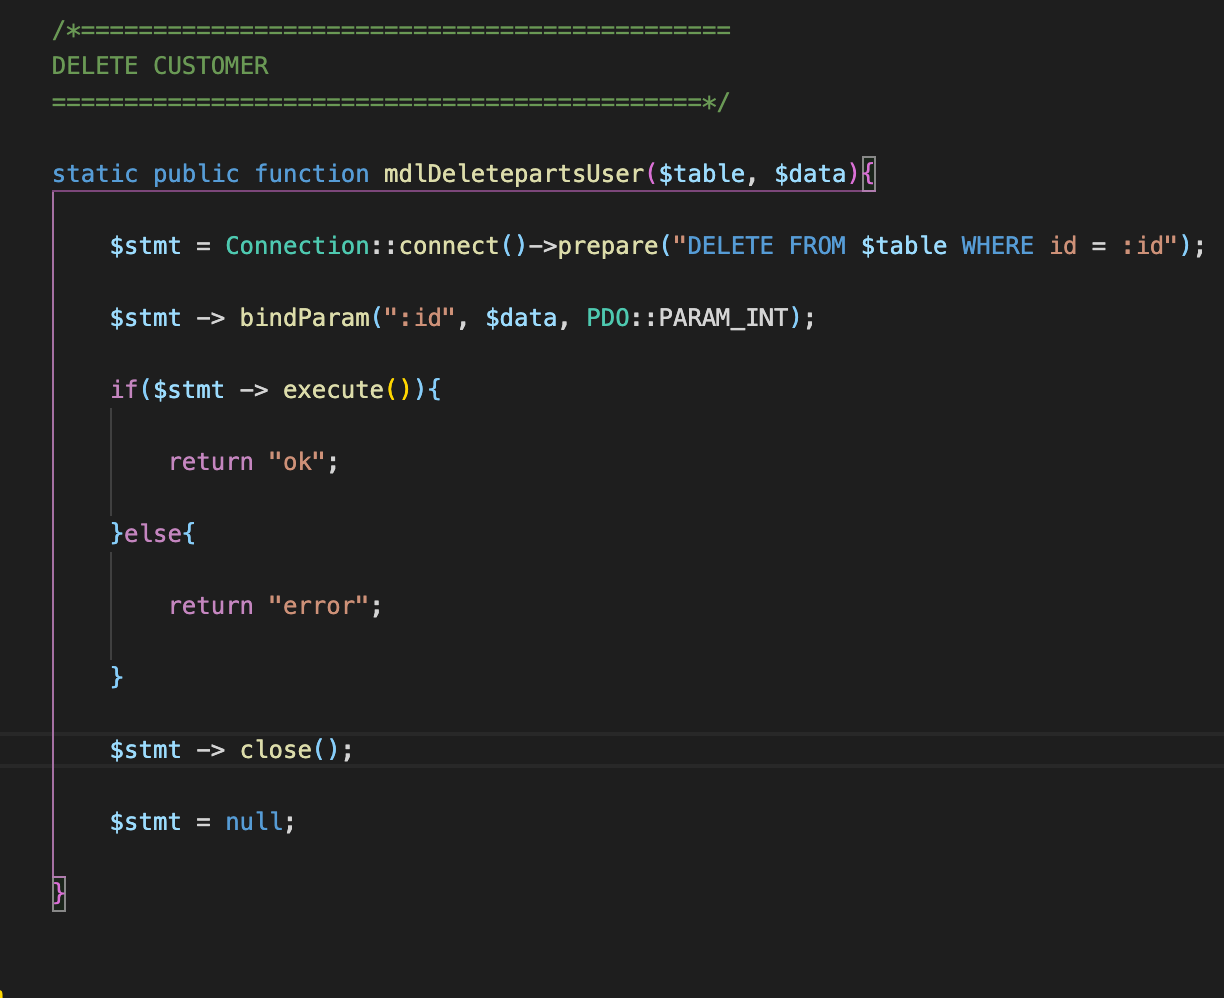 /*=============================================
DELETE CUSTOMER
=============================================*/
static public function mdlDeletepartsUser($table, $data){
$stmt = Connection::connect()->prepare("DELETE FROM $table WHERE id = :id");
$stmt -> bindParam(":id", $data, PDO::PARAM_INT);
if($stmt -> execute()){
return "ok";
}else{
return "error";
}
$stmt -> close();
$stmt = null;
}